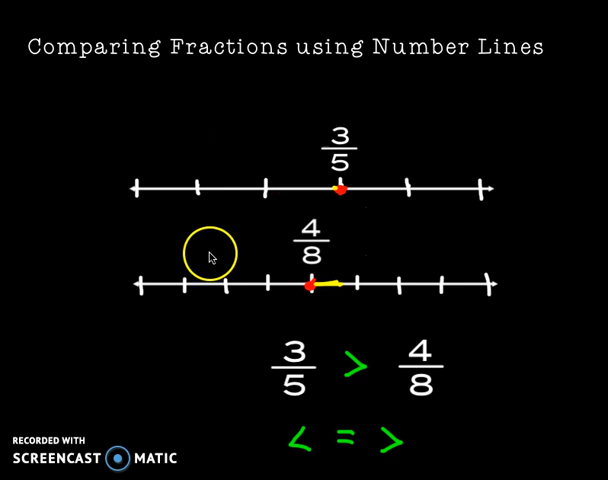 Comparing Fractions using Number Lines
3/5
4/8
3/5 > 4/8
< = >
RECORDED WITH
SCREENCAST MATIC